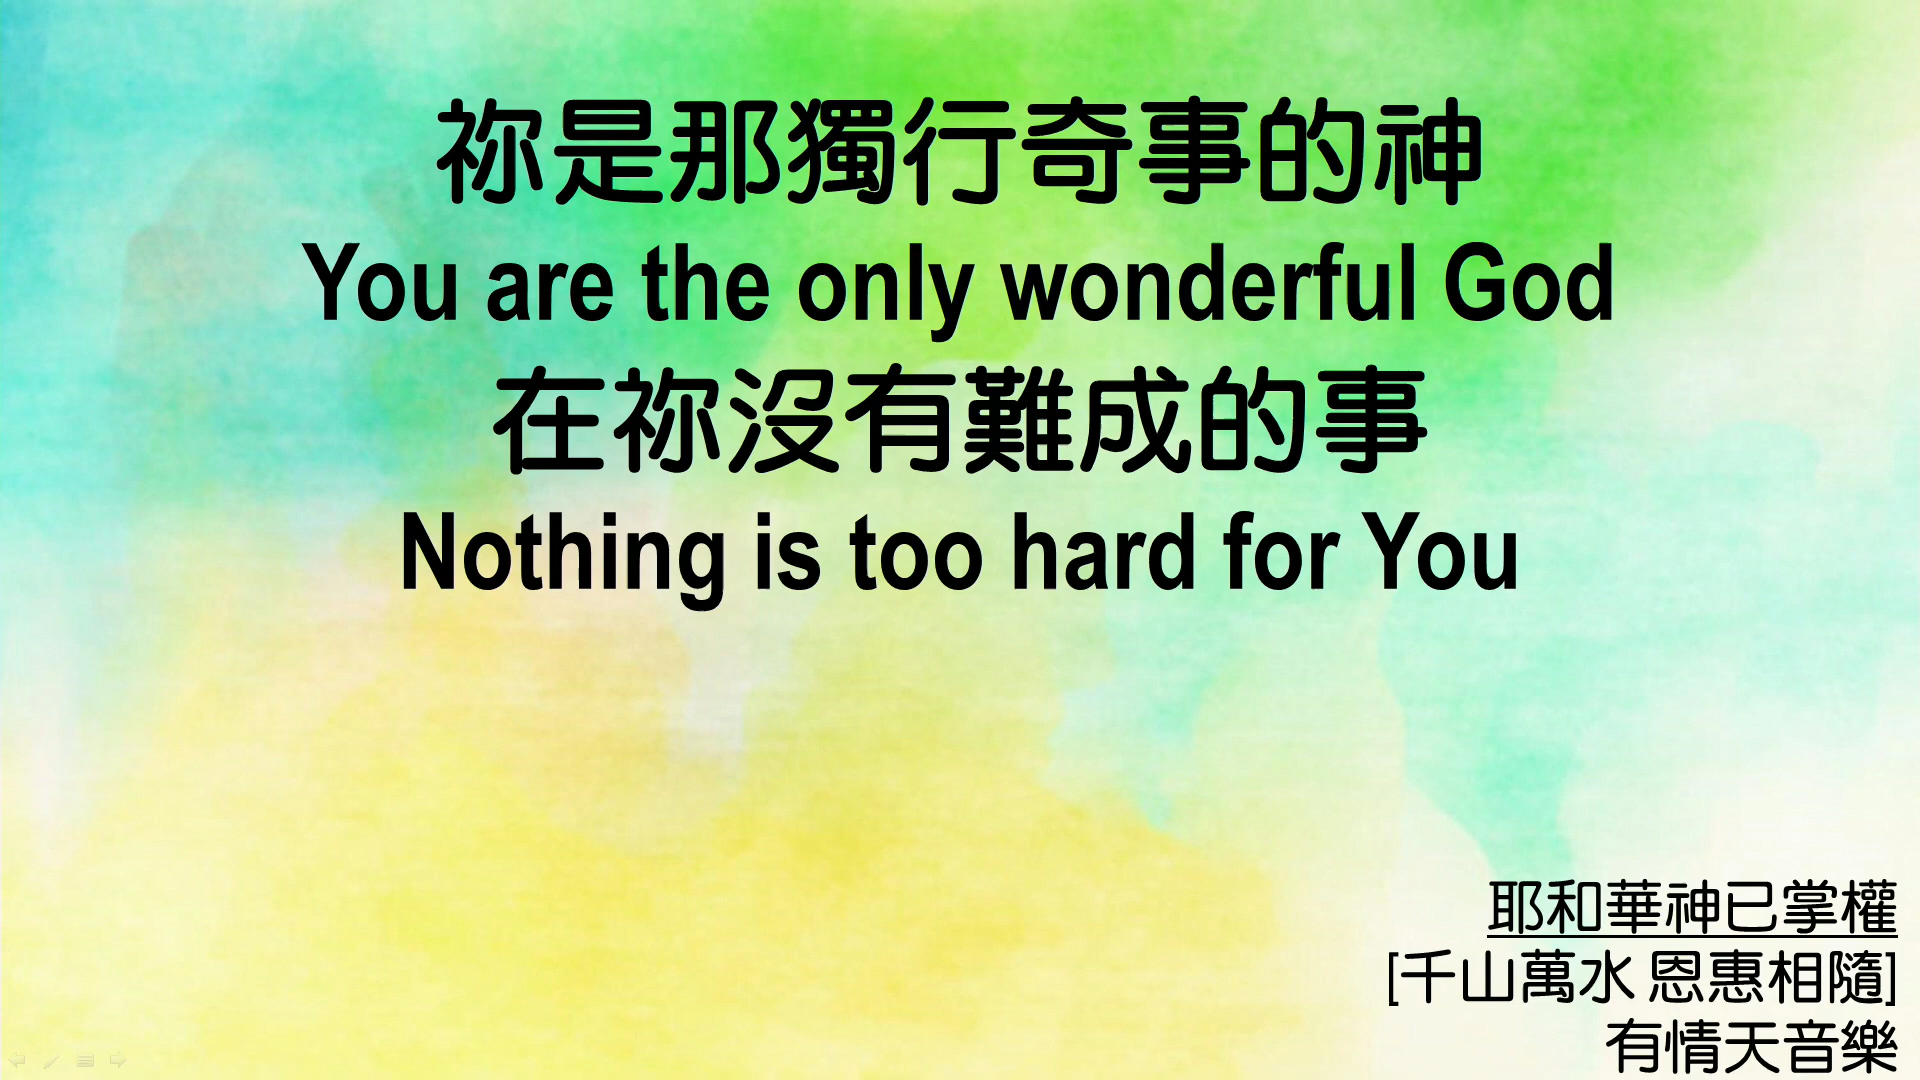 祢是那獨行奇事的神
You are the only wonderful God
在祢沒有難成的事
Nothing is too hard for You
耶和華神已掌權
[千山萬水 恩惠相隨]
有情天音樂